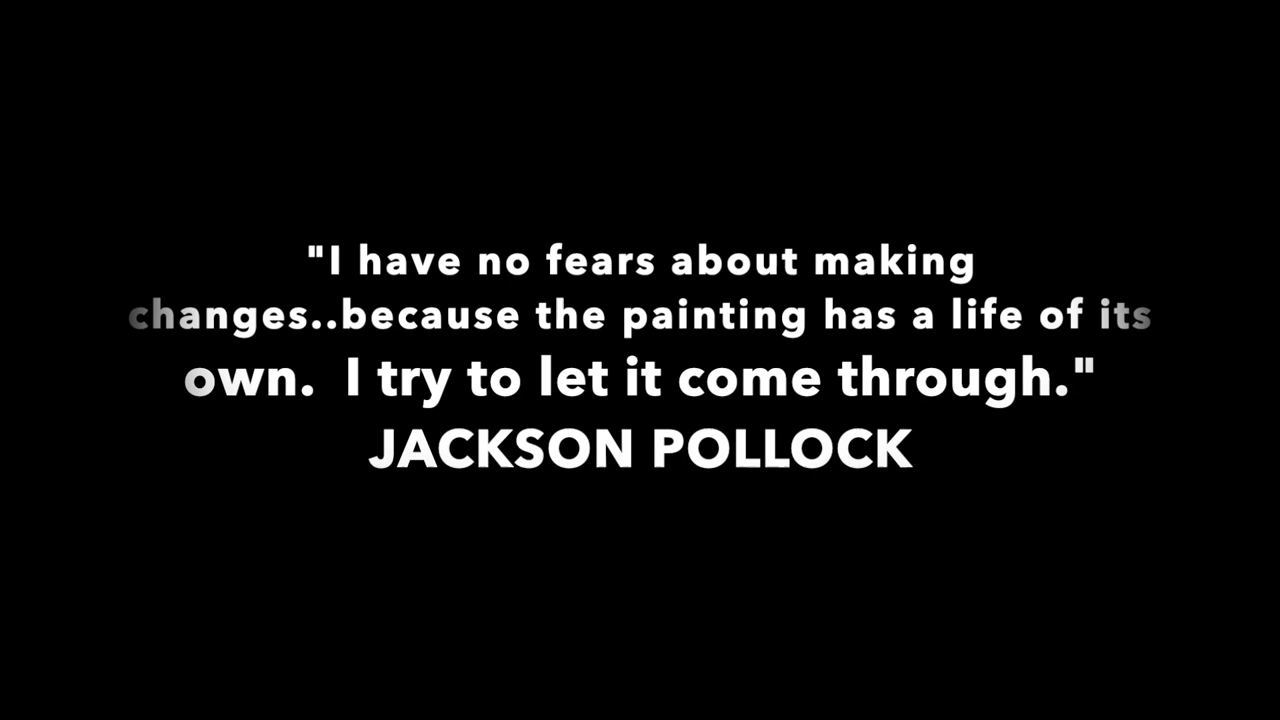 "I have no fears about making
changes..because the painting has a life of its
own.  I try to let it come through."
JACKSON POLLOCK